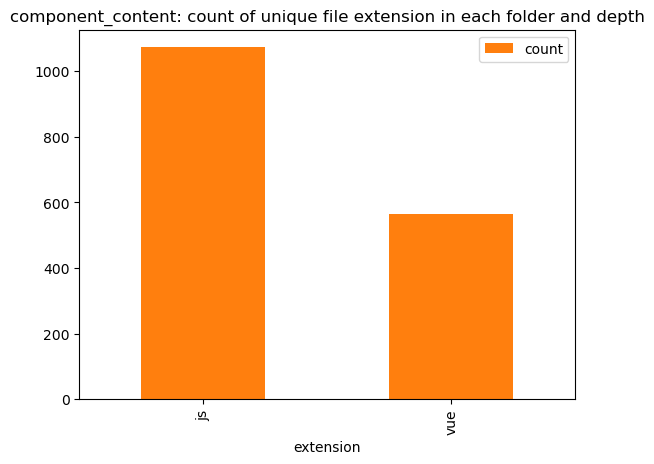 component_content: count of unique file extension in each folder and depth
count
1000
800
600
400
200
0
js
vue
extension